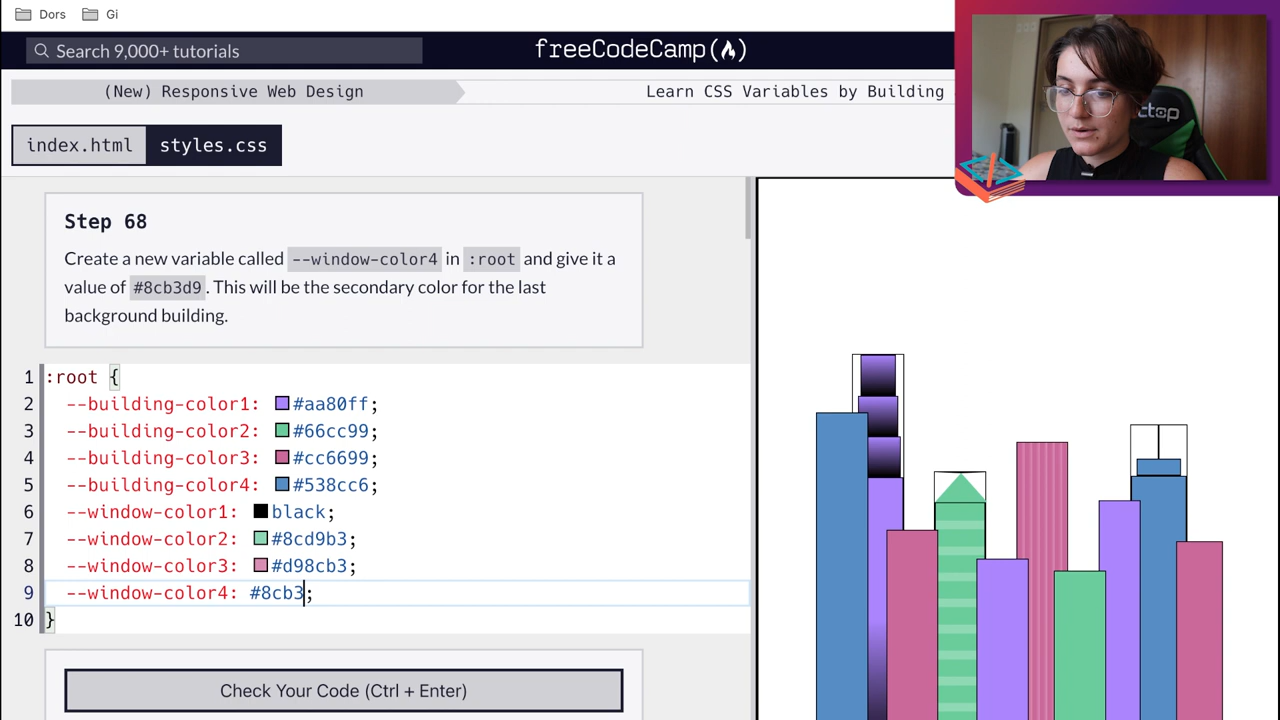 Dors Gi
Search 9,000+ tutorials
freeCodeCamp
(New) Responsive Web Design
Learn CSS Variables by Building
index.html
styles.css
Step 68
Create a new variable called --window-color4 in :root and give it a
value of #8cb3d9. This will be the secondary color for the last
background building.
1 :root {
2 --building-color1: #aa80ff;
3 --building-color2: #66cc99;
4 --building-color3: #cc6699;
5 --building-color4: #538cc6;
6 --window-color1: black;
7 --window-color2: #8cd9b3;
8 --window-color3: #d98cb3;
9 --window-color4: #8cb3;
10 }
Check Your Code (Ctrl + Enter)